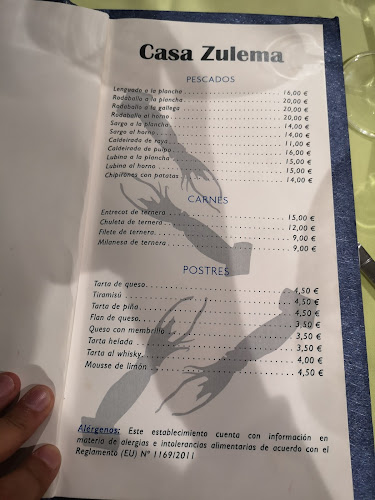 Casa Zulema
PESCADOS
Lenguado a la plancha 16,00 €
Rodaballo a la plancha 20,00 €
Rodaballo a la gallega 20,00 €
Rodaballo al horno 20,00 €
Sargo a la plancha 14,00 €
Sargo al horno 14,00 €
Caldeirada de raya 11,00 €
Caldeirada de pulpo 16,00 €
Lubina a la plancha 15,00 €
Lubina al horno 15,00 €
Chipirones con patatas 14,00 €
CARNES
Entrecot de ternera 15,00 €
Chuleta de ternera 12,00 €
Filete de ternera 9,00 €
Milanesa de ternera 9,00 €
POSTRES
Tarta de queso 4,50 €
Tiramisú 4,50 €
Tarta de piña 4,50 €
Flan de queso 3,50 €
Queso con membrillo 3,50 €
Tarta helada 3,50 €
Tarta al whisky 4,00 €
Mousse de limón 4,50 €
Alérgenos: Este establecimiento cuenta con información en
materia de alergias e intolerancias alimentarias de acuerdo con el
Reglamento (EU) Nº 1169/2011